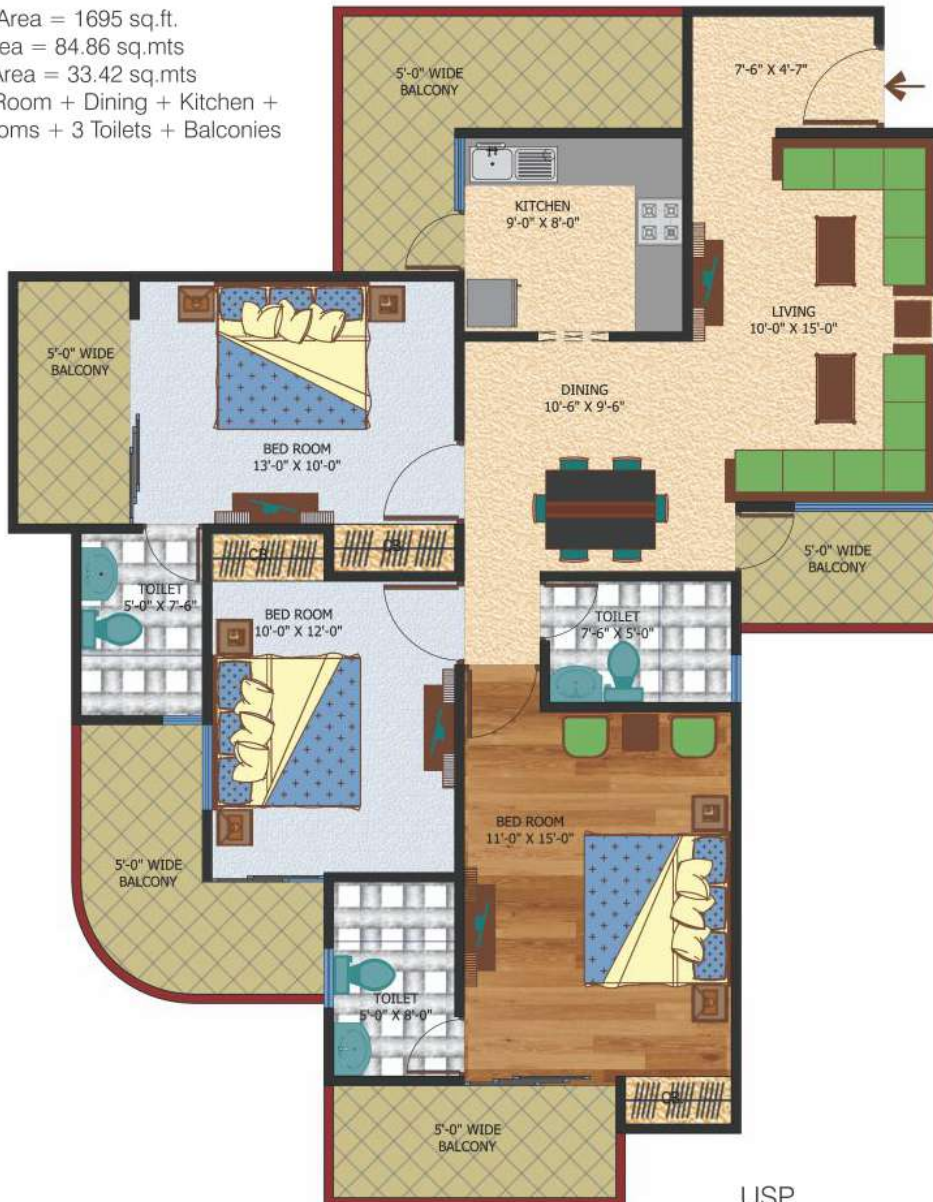 Area = 1695 sq.ft.
ea = 84.86 sq.mts
Area = 33.42 sq.mts
Room + Dining + Kitchen +
oms + 3 Toilets + Balconies
5'-0" WIDE
BALCONY
7'-6" X 4'-7"
KITCHEN
9'-0" X 8'-0"
LIVING
10'-0" X 15'-0"
5'-0" WIDE
BALCONY
DINING
10'-6" X 9'-6"
BED ROOM
13'-0" X 10'-0"
CB
CB
5'-0" WIDE
BALCONY
TOILET
5'-0" X 7'-6"
BED ROOM
10'-0" X 12'-0"
TOILET
7'-6" X 5'-0"
BED ROOM
11'-0" X 15'-0"
5'-0" WIDE
BALCONY
TOILET
5'-0" X 8'-0"
CB
5'-0" WIDE
BALCONY
USP